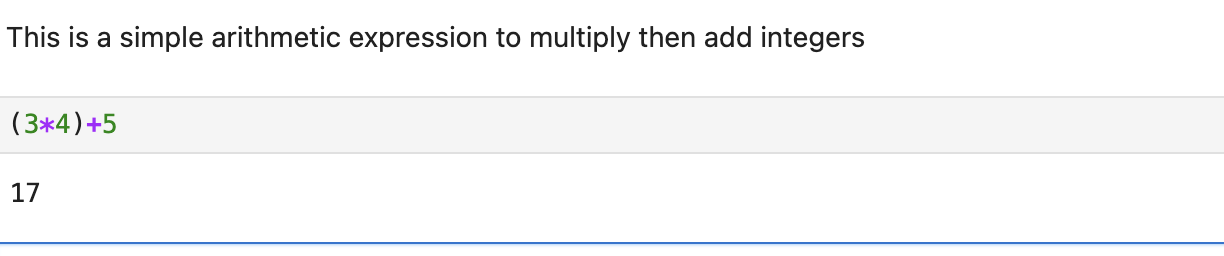 This is a simple arithmetic expression to multiply then add integers
(3*4)+5
17